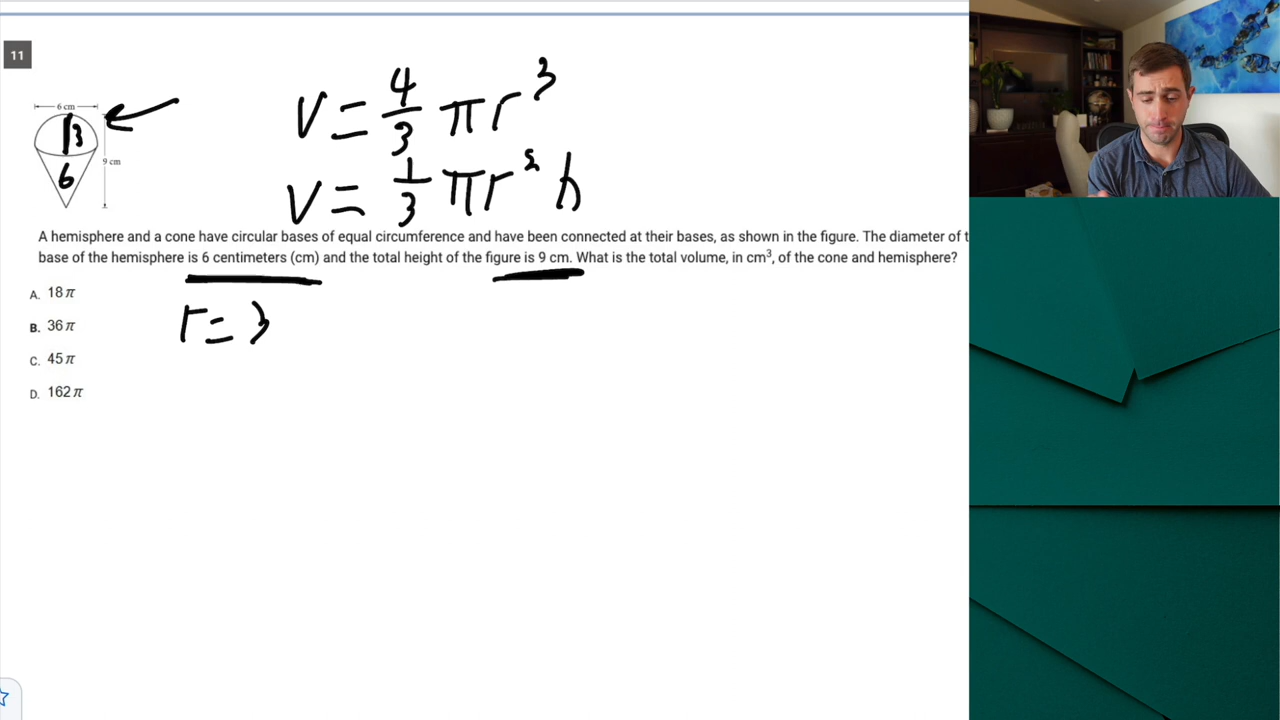 11
6 cm
3
9 cm
6
V = 4/3 πr³
V = 1/3 πr² h
A hemisphere and a cone have circular bases of equal circumference and have been connected at their bases, as shown in the figure. The diameter of t
base of the hemisphere is 6 centimeters (cm) and the total height of the figure is 9 cm. What is the total volume, in cm³, of the cone and hemisphere?
r = 3
A. 18π
B. 36π
C. 45π
D. 162π